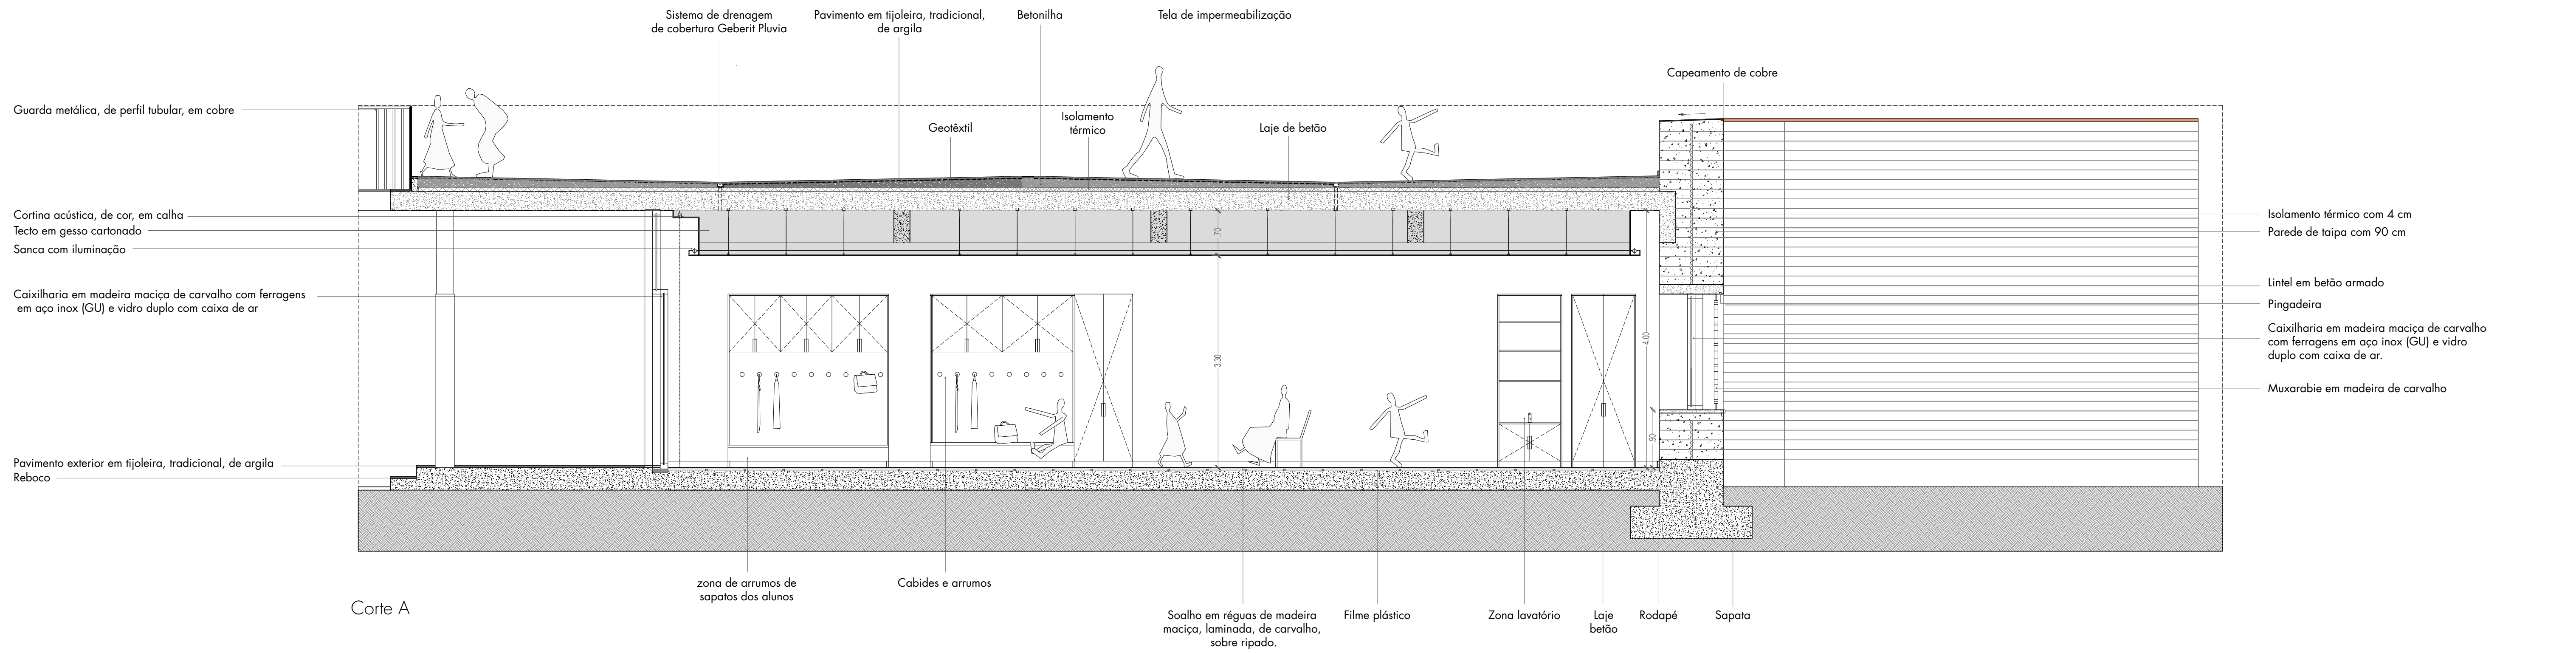 Sistema de drenagem
de cobertura Geberit Pluvia
Pavimento em tijoleira, tradicional,
de argila
Betonilha
Tela de impermeabilização
Capeamento de cobre
Guarda metálica, de perfil tubular, em cobre
Geotêxtil
Isolamento
térmico
Laje de betão
Cortina acústica, de cor, em calha
Tecto em gesso cartonado
Sanca com iluminação
Caixilharia em madeira maciça de carvalho com ferragens
em aço inox (GU) e vidro duplo com caixa de ar
Pavimento exterior em tijoleira, tradicional, de argila
Reboco
.70
3.30
4.00
.90
Isolamento térmico com 4 cm
Parede de taipa com 90 cm
Lintel em betão armado
Pingadeira
Caixilharia em madeira maciça de carvalho
com ferragens em aço inox (GU) e vidro
duplo com caixa de ar.
Muxarabie em madeira de carvalho
zona de arrumos de
sapatos dos alunos
Cabides e arrumos
Soalho em réguas de madeira
maciça, laminada, de carvalho,
sobre ripado.
Filme plástico
Zona lavatório
Laje
betão
Rodapé
Sapata
Corte A